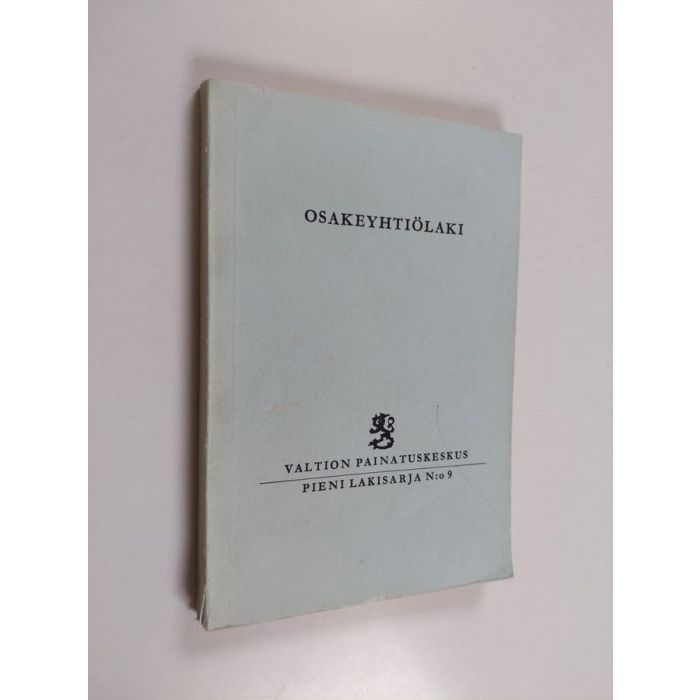 OSAKEYHTIÖLAKI
VALTION PAINATUSKESKUS
PIENI LAKISARJA N:o 9